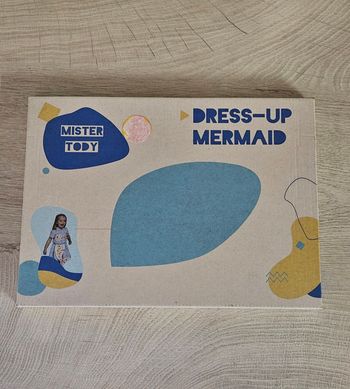 MISTER
TODY
DRESS-UP
MERMAID